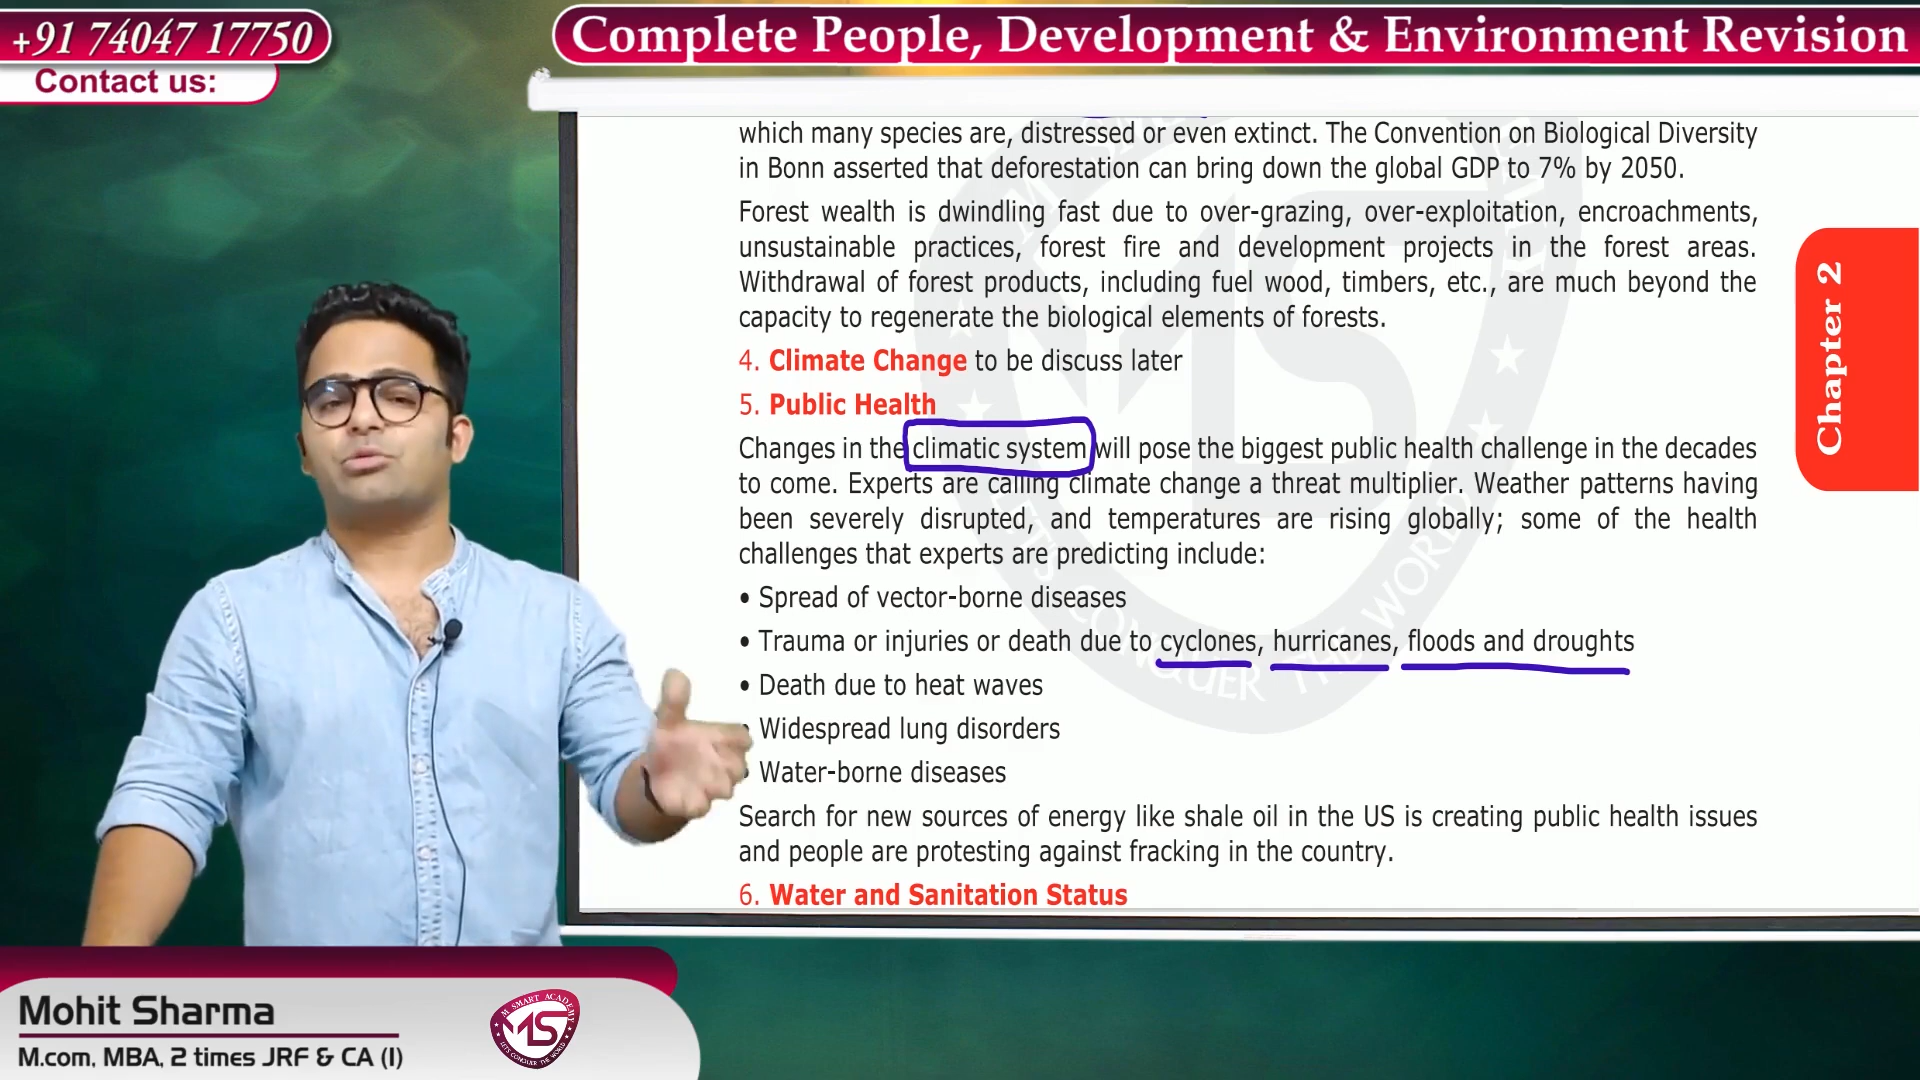 +91 74047 17750
Contact us:
Complete People, Development & Environment Revision
which many species are, distressed or even extinct. The Convention on Biological Diversity
in Bonn asserted that deforestation can bring down the global GDP to 7% by 2050.
Forest wealth is dwindling fast due to over-grazing, over-exploitation, encroachments,
unsustainable practices, forest fire and development projects in the forest areas.
Withdrawal of forest products, including fuel wood, timbers, etc., are much beyond the
capacity to regenerate the biological elements of forests.
4. Climate Change to be discuss later
5. Public Health
Changes in the climatic system will pose the biggest public health challenge in the decades
to come. Experts are calling climate change a threat multiplier. Weather patterns having
been severely disrupted, and temperatures are rising globally; some of the health
challenges that experts are predicting include:
• Spread of vector-borne diseases
• Trauma or injuries or death due to cyclones, hurricanes, floods and droughts
• Death due to heat waves
• Widespread lung disorders
• Water-borne diseases
Search for new sources of energy like shale oil in the US is creating public health issues
and people are protesting against fracking in the country.
6. Water and Sanitation Status
Chapter 2
Mohit Sharma
M.com, MBA, 2 times JRF & CA (I)
M SMART ACADEMY
MS
LET'S CONQUER THE WORLD